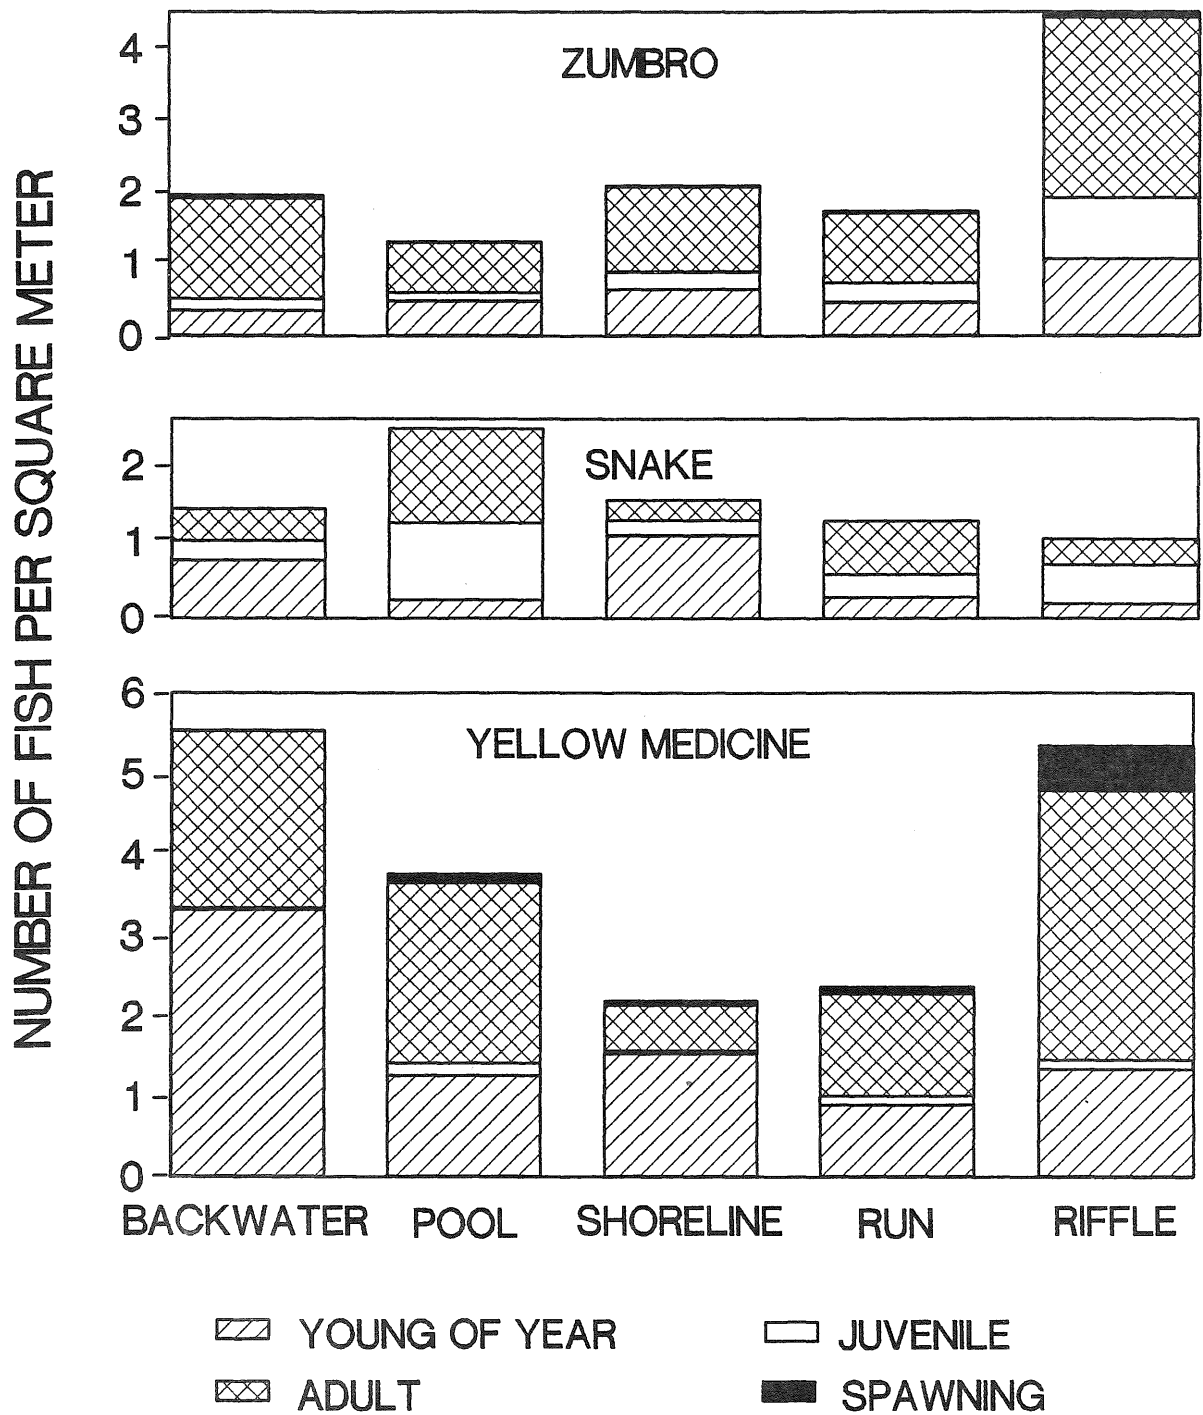 NUMBER OF FISH PER SQUARE METER
ZUMBRO
4
3
2
1
0
SNAKE
2
1
0
YELLOW MEDICINE
6
5
4
3
2
1
0
BACKWATER POOL SHORELINE RUN RIFFLE
YOUNG OF YEAR JUVENILE
ADULT SPAWNING